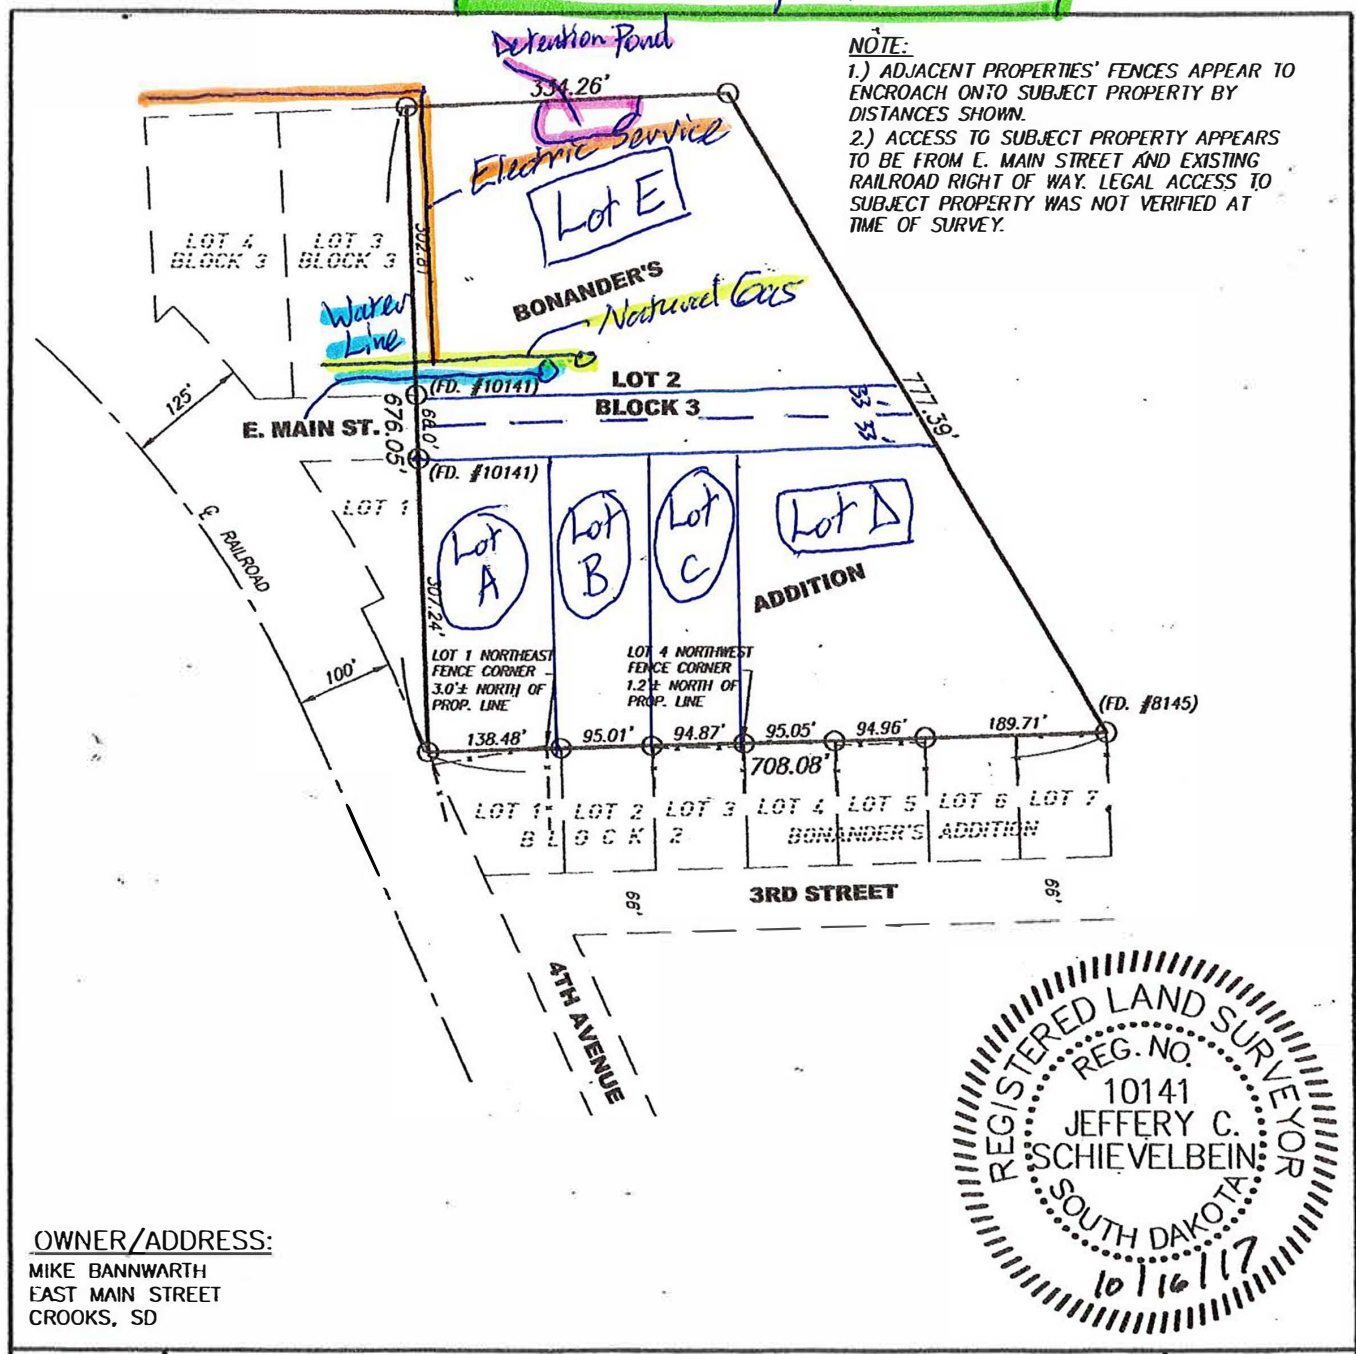 Detention Pond
334.26'
NOTE:
1.) ADJACENT PROPERTIES' FENCES APPEAR TO
ENCROACH ONTO SUBJECT PROPERTY BY
DISTANCES SHOWN.
2.) ACCESS TO SUBJECT PROPERTY APPEARS
TO BE FROM E. MAIN STREET AND EXISTING
RAILROAD RIGHT OF WAY. LEGAL ACCESS TO
SUBJECT PROPERTY WAS NOT VERIFIED AT
TIME OF SURVEY.
Electric Service
Lot E
LOT 4
BLOCK 3
LOT 3
BLOCK 3
302.81
BONANDER'S
Natural Gas
Water
Line
LOT 2
BLOCK 3
(FD. #10141)
125'
E. MAIN ST.
676.05'
66.0'
33'
33'
777.39'
(FD. #10141)
LOT 1
℄ RAILROAD
Lot
A
Lot
B
Lot
C
Lot D
ADDITION
307.24'
LOT 1 NORTHEAST
FENCE CORNER
3.0'± NORTH OF
PROP. LINE
LOT 4 NORTHWEST
FENCE CORNER
1.2'± NORTH OF
PROP. LINE
100'
(FD. #8145)
138.48'
95.01'
94.87'
95.05'
94.96'
189.71'
708.08'
LOT 1
LOT 2
LOT 3
LOT 4
LOT 5
LOT 6
LOT 7
BLOCK 2
BONANDER'S ADDITION
3RD STREET
66'
66'
4TH AVENUE
REGISTERED LAND SURVEYOR
REG. NO.
10141
JEFFERY C.
SCHIEVELBEIN
SOUTH DAKOTA
10/16/17
OWNER/ADDRESS:
MIKE BANNWARTH
EAST MAIN STREET
CROOKS, SD